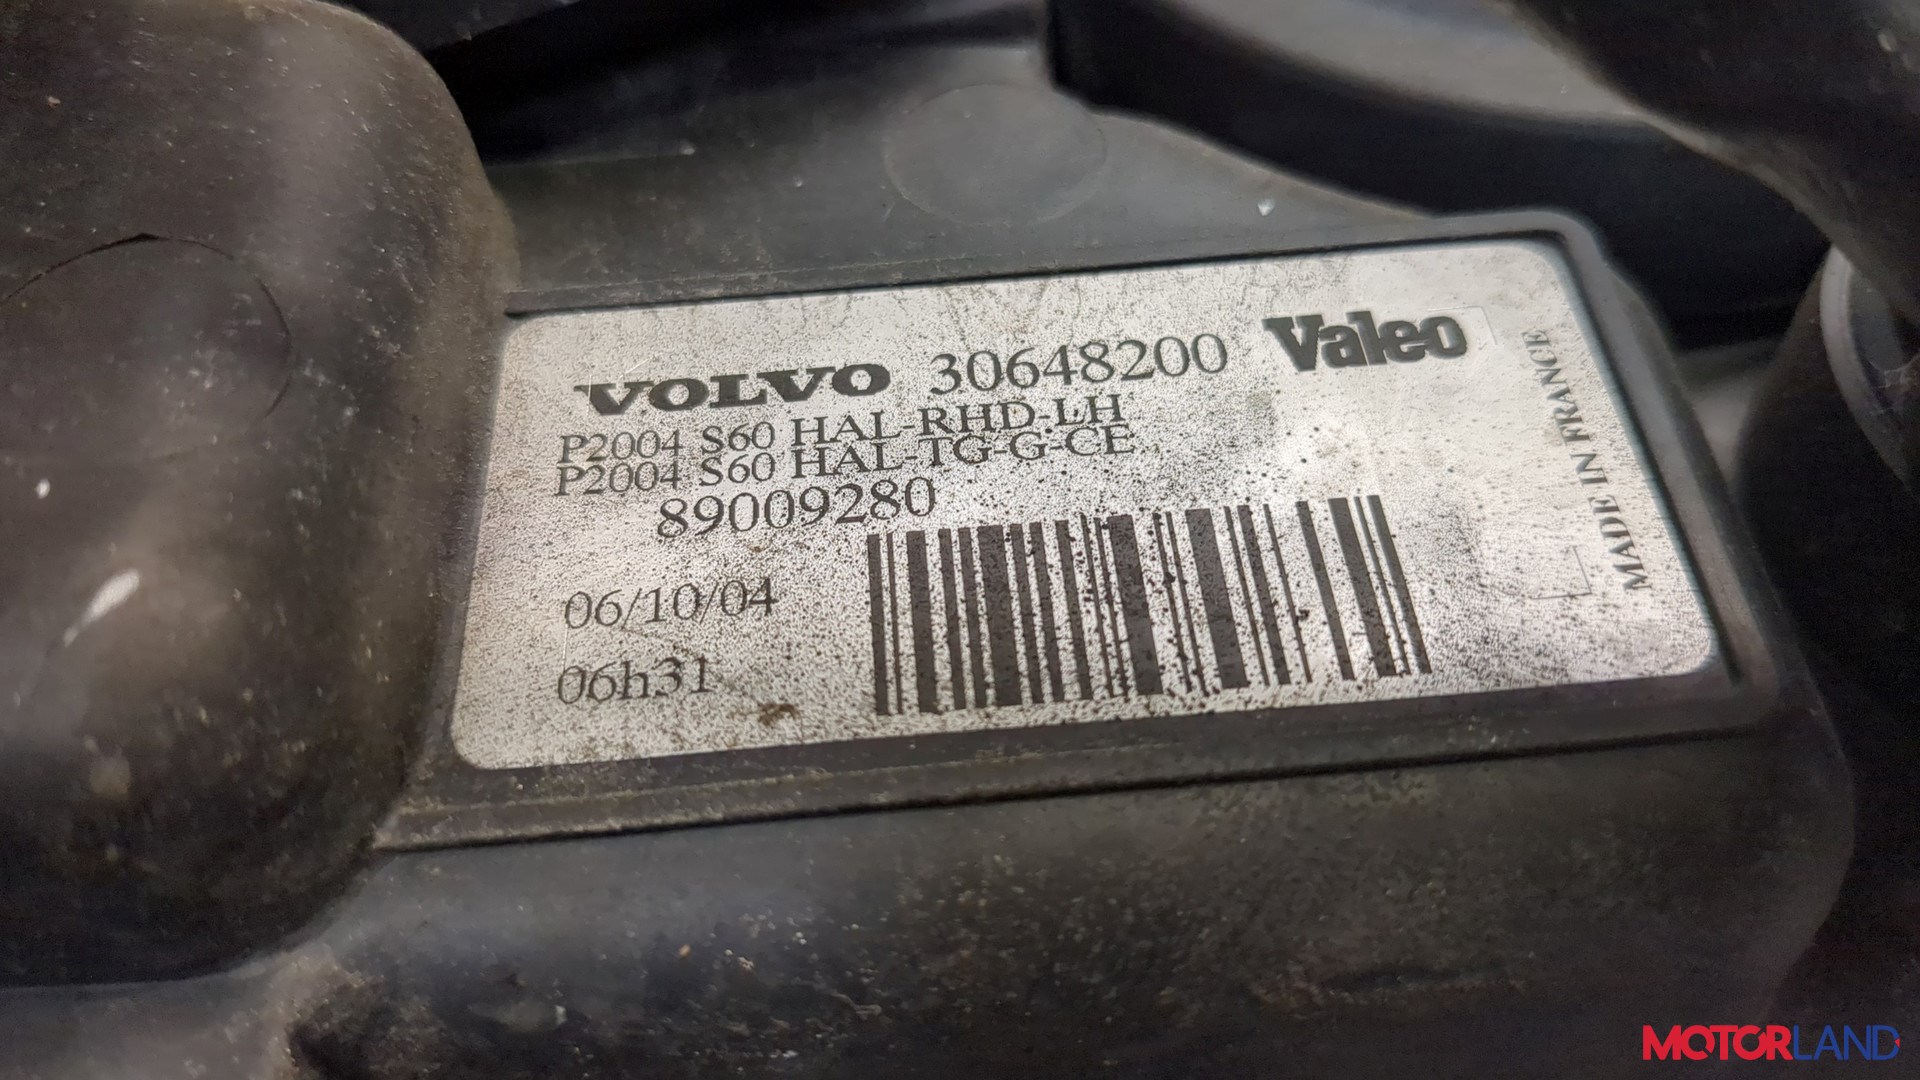 VOLVO 30648200 Valeo
P2004 S60 HAL-RHD-LH
P2004 S60 HAL-TG-G-CE
89009280
06/10/04
06h31
MADE IN FRANCE
MOTORLAND